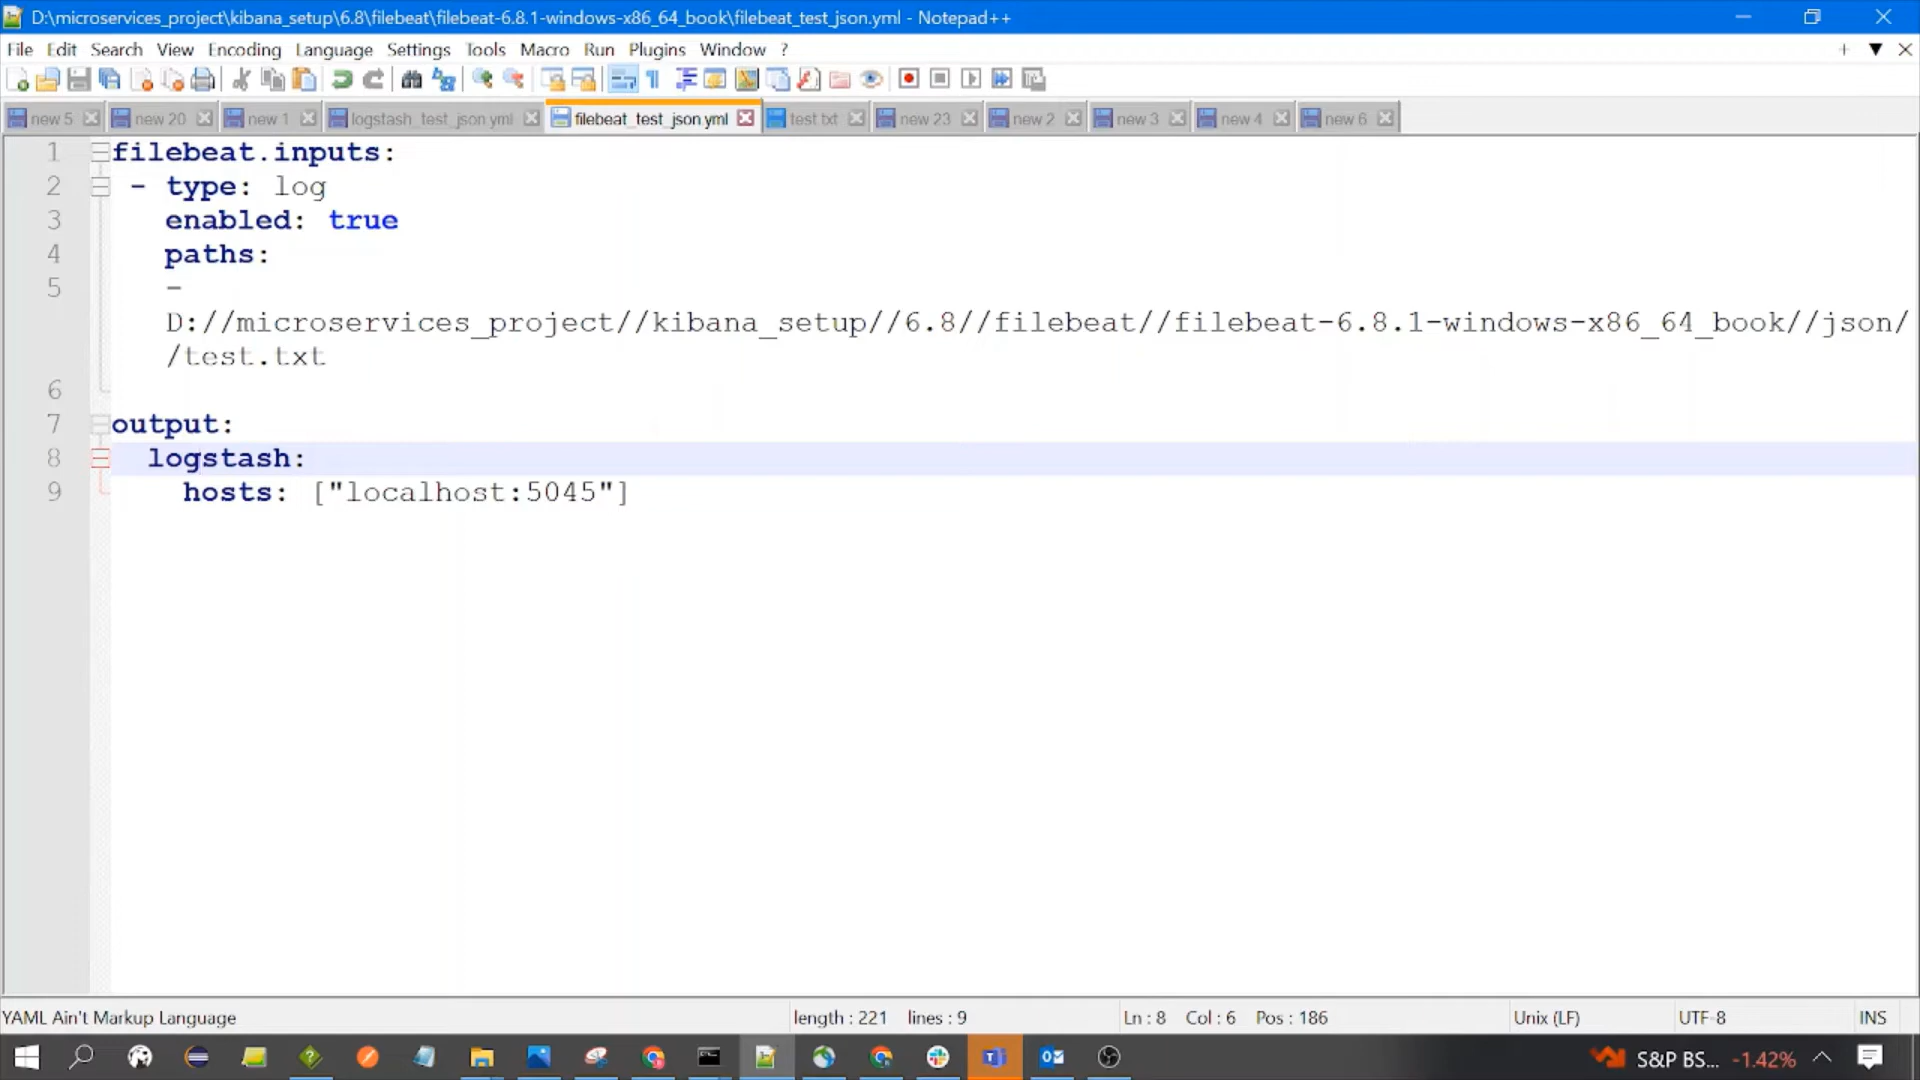 D:\microservices_project\kibana_setup\6.8\filebeat\filebeat-6.8.1-windows-x86_64_book\filebeat_test_json.yml - Notepad++
File Edit Search View Encoding Language Settings Tools Macro Run Plugins Window ?
new 5 new 20 new 1 logstash_test_json.yml filebeat_test_json.yml test txt new 23 new 2 new 3 new 4 new 6
1 filebeat.inputs:
2 - type: log
3 enabled: true
4 paths:
5 -
D://microservices_project//kibana_setup//6.8//filebeat//filebeat-6.8.1-windows-x86_64_book//json/
/test.txt
6
7 output:
8 logstash:
9 hosts: ["localhost:5045"]
YAML Ain't Markup Language length : 221 lines : 9 Ln : 8 Col : 6 Pos : 186 Unix (LF) UTF-8 INS
S&P BS... -1.42%